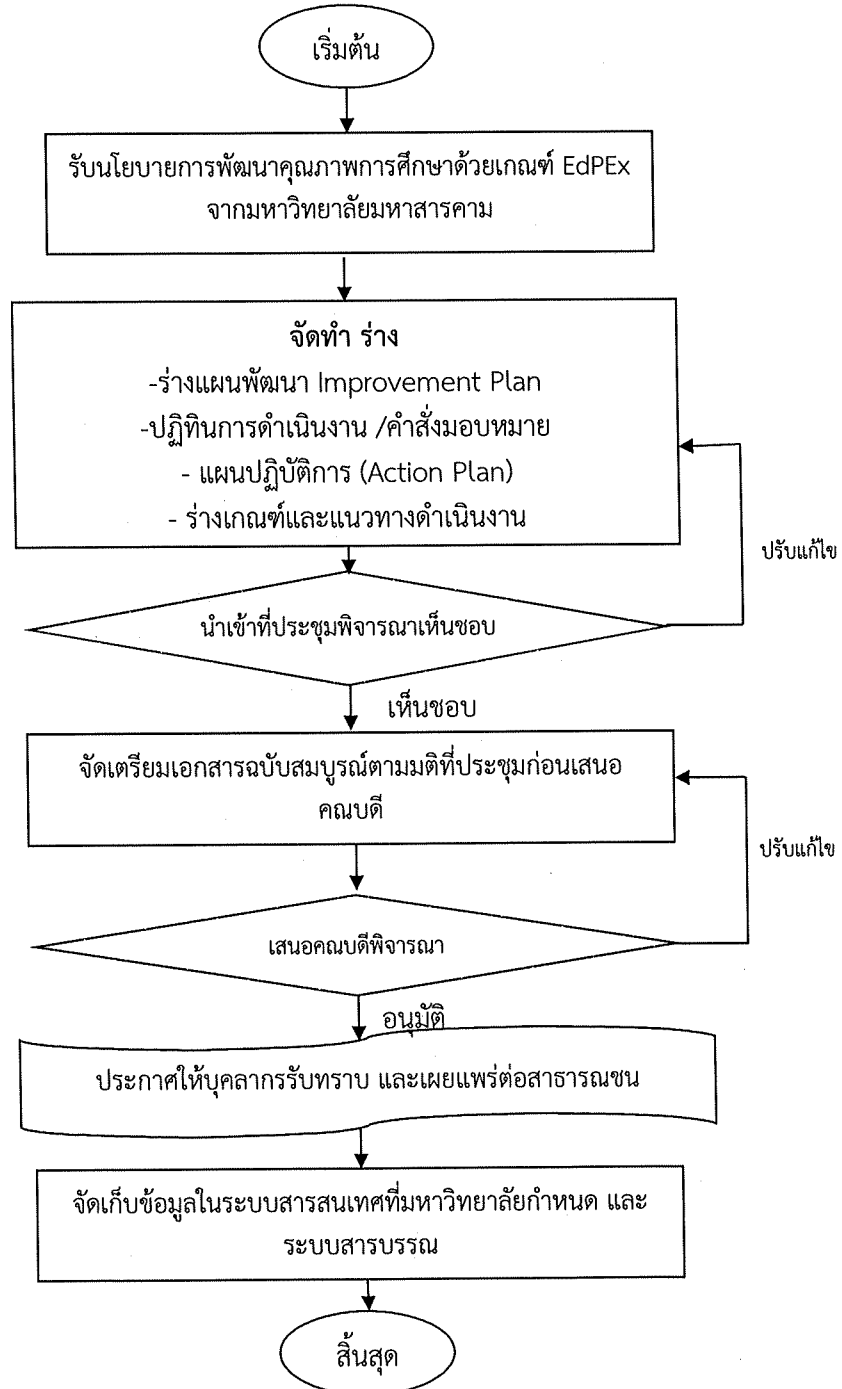 เริ่มต้น
รับนโยบายการพัฒนาคุณภาพการศึกษาด้วยเกณฑ์ EdPEx
จากมหาวิทยาลัยมหาสารคาม
จัดทำ ร่าง
-ร่างแผนพัฒนา Improvement Plan
-ปฏิทินการดำเนินงาน /คำสั่งมอบหมาย
- แผนปฏิบัติการ (Action Plan)
- ร่างเกณฑ์และแนวทางดำเนินงาน
ปรับแก้ไข
นำเข้าที่ประชุมพิจารณาเห็นชอบ
เห็นชอบ
จัดเตรียมเอกสารฉบับสมบูรณ์ตามมติที่ประชุมก่อนเสนอ
คณบดี
ปรับแก้ไข
เสนอคณบดีพิจารณา
อนุมัติ
ประกาศให้บุคลากรรับทราบ และเผยแพร่ต่อสาธารณชน
จัดเก็บข้อมูลในระบบสารสนเทศที่มหาวิทยาลัยกำหนด และ
ระบบสารบรรณ
สิ้นสุด